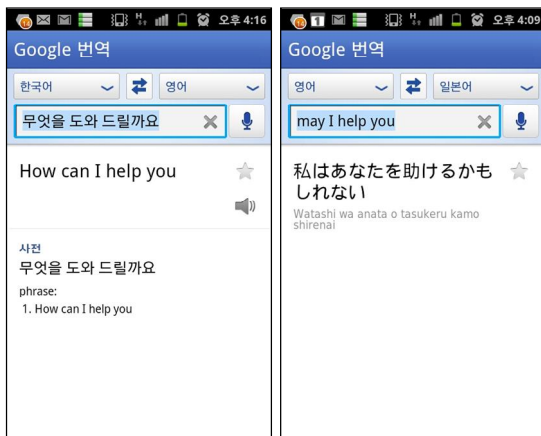 14
H
오후 4:16
Google 번역
한국어
영어
무엇을 도와 드릴까요
How can I help you
사전
무엇을 도와 드릴까요
phrase:
1. How can I help you
14
1
H
오후 4:09
Google 번역
영어
일본어
may I help you
私はあなたを助けるかも
しれない
Watashi wa anata o tasukeru kamo
shirenai